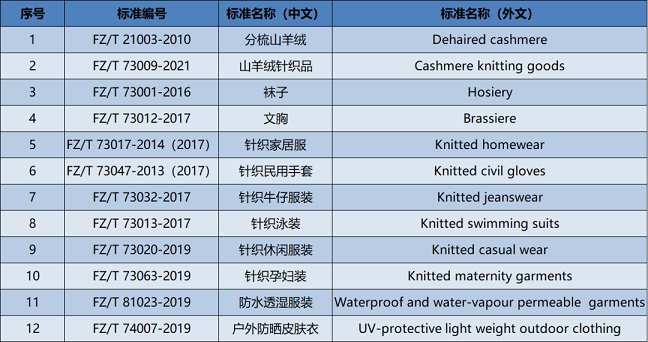 序号 标准编号 标准名称（中文） 标准名称（外文）
1 FZ/T 21003-2010 分梳山羊绒 Dehaired cashmere
2 FZ/T 73009-2021 山羊绒针织品 Cashmere knitting goods
3 FZ/T 73001-2016 袜子 Hosiery
4 FZ/T 73012-2017 文胸 Brassiere
5 FZ/T 73017-2014（2017） 针织家居服 Knitted homewear
6 FZ/T 73047-2013（2017） 针织民用手套 Knitted civil gloves
7 FZ/T 73032-2017 针织牛仔服装 Knitted jeanswear
8 FZ/T 73013-2017 针织泳装 Knitted swimming suits
9 FZ/T 73020-2019 针织休闲服装 Knitted casual wear
10 FZ/T 73063-2019 针织孕妇装 Knitted maternity garments
11 FZ/T 81023-2019 防水透湿服装 Waterproof and water-vapour permeable garments
12 FZ/T 74007-2019 户外防晒皮肤衣 UV-protective light weight outdoor clothing